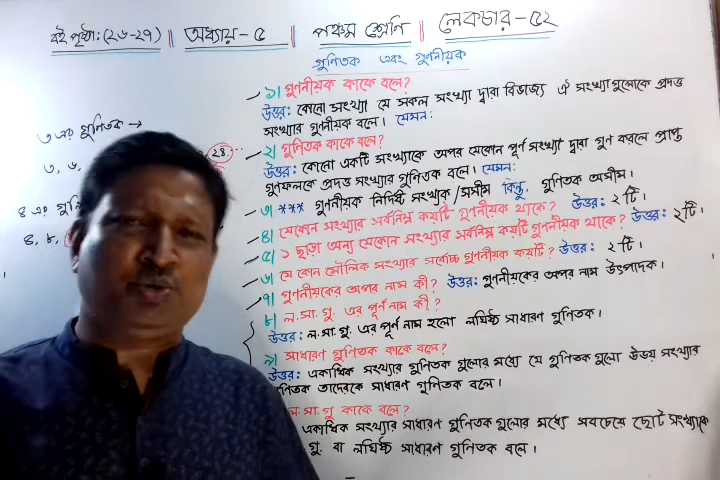 বই পৃষ্ঠা: (২৬-২৭) || অধ্যায়-৫ | পঞ্চম শ্রেণি | লেকচার-৫২
গুণিতক এবং গুণনীয়ক
১। গুণনীয়ক কাকে বলে?
উত্তর: কোনো সংখ্যা যে সকল সংখ্যা দ্বারা বিভাজ্য ঐ সংখ্যাগুলোকে প্রদত্ত
সংখ্যার গুণনীয়ক বলে। যেমন:
২। গুণিতক কাকে বলে?
উত্তর: কোনো একটি সংখ্যাকে অপর যেকোন পূর্ণ সংখ্যা দ্বারা গুণ করলে প্রাপ্ত
গুণফলকে প্রদত্ত সংখ্যার গুণিতক বলে। যেমন:
৩। *** গুণনীয়ক নির্দিষ্ট সংখ্যক/সসীম কিন্তু গুণিতক অসীম।
৪। যেকোন সংখ্যার সর্বনিম্ন কয়টি গুণনীয়ক থাকে? উত্তর: ২টি।
৫। ১ ছাড়া অন্য যেকোন সংখ্যার সর্বনিম্ন কয়টি গুণনীয়ক থাকে? উত্তর: ২টি।
৬। যে কোন মৌলিক সংখ্যার সর্বোচ্চ গুণনীয়ক কয়টি? উত্তর: ২টি।
৭। গুণনীয়কের অপর নাম কী? উত্তর: গুণনীয়কের অপর নাম উৎপাদক।
৮। ল.সা.গু. এর পূর্ণ নাম কী?
উত্তর: ল.সা.গু. এর পূর্ণ নাম হলো লঘিষ্ঠ সাধারণ গুণিতক।
৯। সাধারণ গুণিতক কাকে বলে?
উত্তর: একাধিক সংখ্যার গুণিতক গুলোর মধ্যে যে গুণিতক গুলো উভয় সংখ্যার
গুণিতক তাদেরকে সাধারণ গুণিতক বলে।
ল.সা.গু কাকে বলে?
একাধিক সংখ্যার সাধারণ গুণিতক গুলোর মধ্যে সবচেয়ে ছোট সংখ্যাকে
গু. বা লঘিষ্ঠ সাধারণ গুণিতক বলে।
৩ এর গুণিতক →
৩, ৬,
২৪...
৪ এর
৪, ৮,